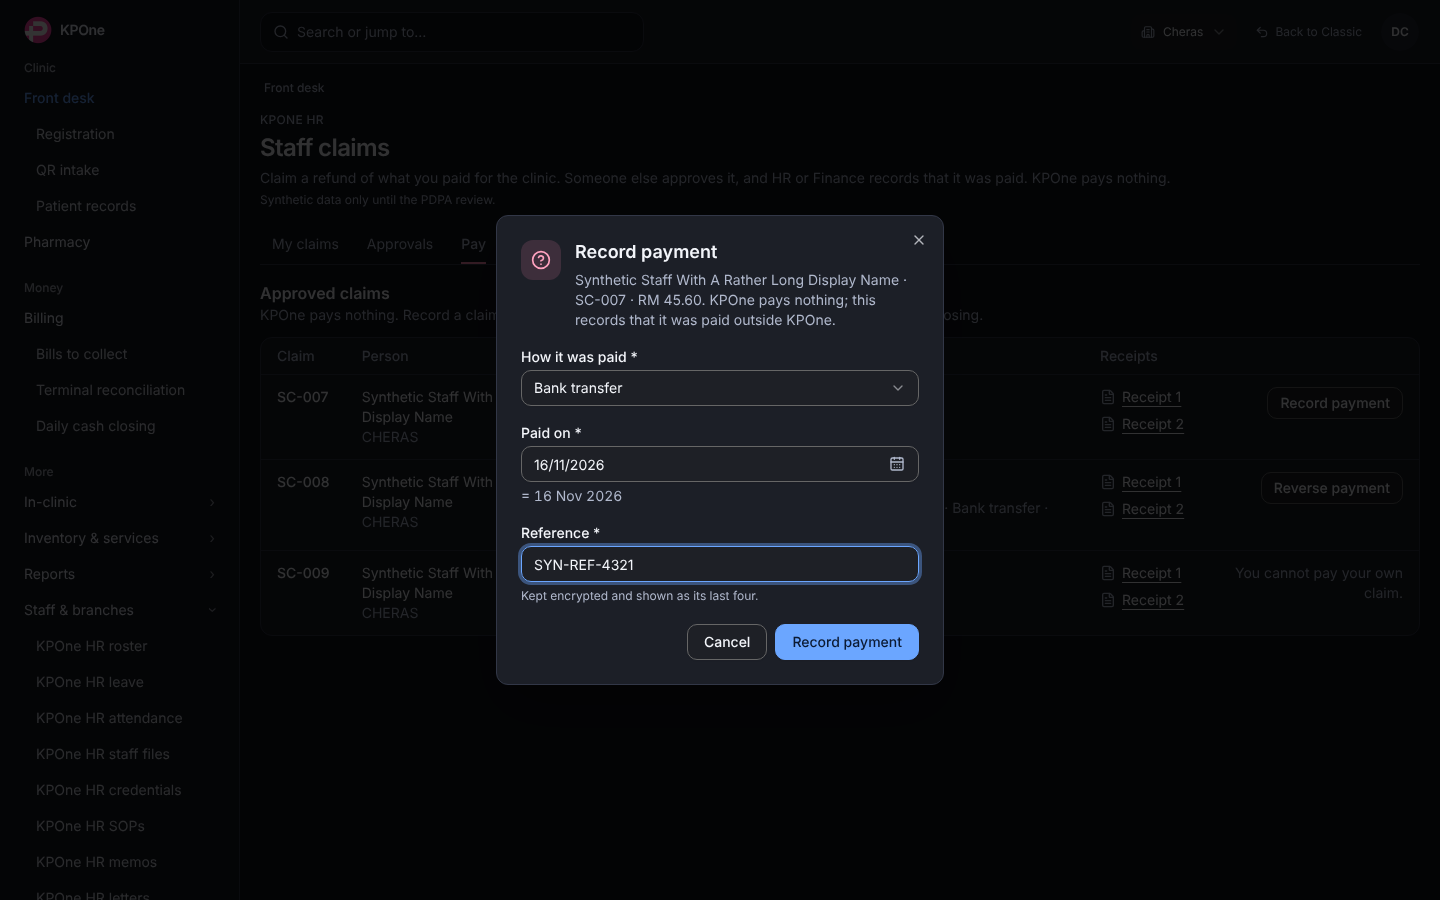 KPOne
Search or jump to...
Cheras
Back to Classic
DC
Clinic
Front desk
Registration
QR intake
Patient records
Pharmacy
Money
Billing
Bills to collect
Terminal reconciliation
Daily cash closing
More
In-clinic
Inventory & services
Reports
Staff & branches
KPOne HR roster
KPOne HR leave
KPOne HR attendance
KPOne HR staff files
KPOne HR credentials
KPOne HR SOPs
KPOne HR memos
KPOne HR letters
Front desk
KPONE HR
Staff claims
Claim a refund of what you paid for the clinic. Someone else approves it, and HR or Finance records that it was paid. KPOne pays nothing.
Synthetic data only until the PDPA review.
My claims
Approvals
Pay
Approved claims
KPOne pays nothing. Record a claim
osing.
Claim
Person
Receipts
SC-007
Synthetic Staff With
Display Name
CHERAS
Receipt 1
Receipt 2
Record payment
SC-008
Synthetic Staff With
Display Name
CHERAS
· Bank transfer ·
Receipt 1
Receipt 2
Reverse payment
SC-009
Synthetic Staff With
Display Name
CHERAS
Receipt 1
Receipt 2
You cannot pay your own
claim.
Record payment
Synthetic Staff With A Rather Long Display Name ·
SC-007 · RM 45.60. KPOne pays nothing; this
records that it was paid outside KPOne.
How it was paid *
Bank transfer
Paid on *
16/11/2026
= 16 Nov 2026
Reference *
SYN-REF-4321
Kept encrypted and shown as its last four.
Cancel
Record payment